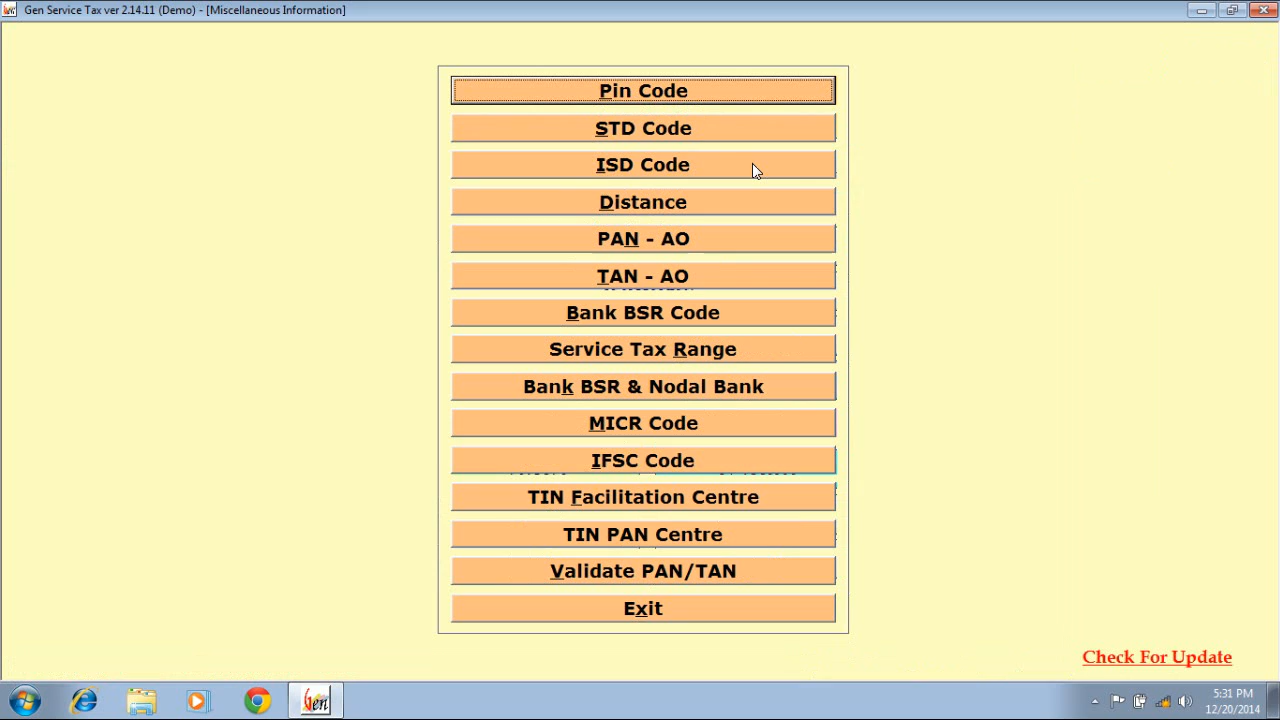 Gen Service Tax ver 2.14.11 (Demo) - [Miscellaneous Information]
Pin Code
STD Code
ISD Code
Distance
PAN - AO
TAN - AO
Bank BSR Code
Service Tax Range
Bank BSR & Nodal Bank
MICR Code
IFSC Code
TIN Facilitation Centre
TIN PAN Centre
Validate PAN/TAN
Exit
Check For Update
Gen
5:31 PM
12/20/2014